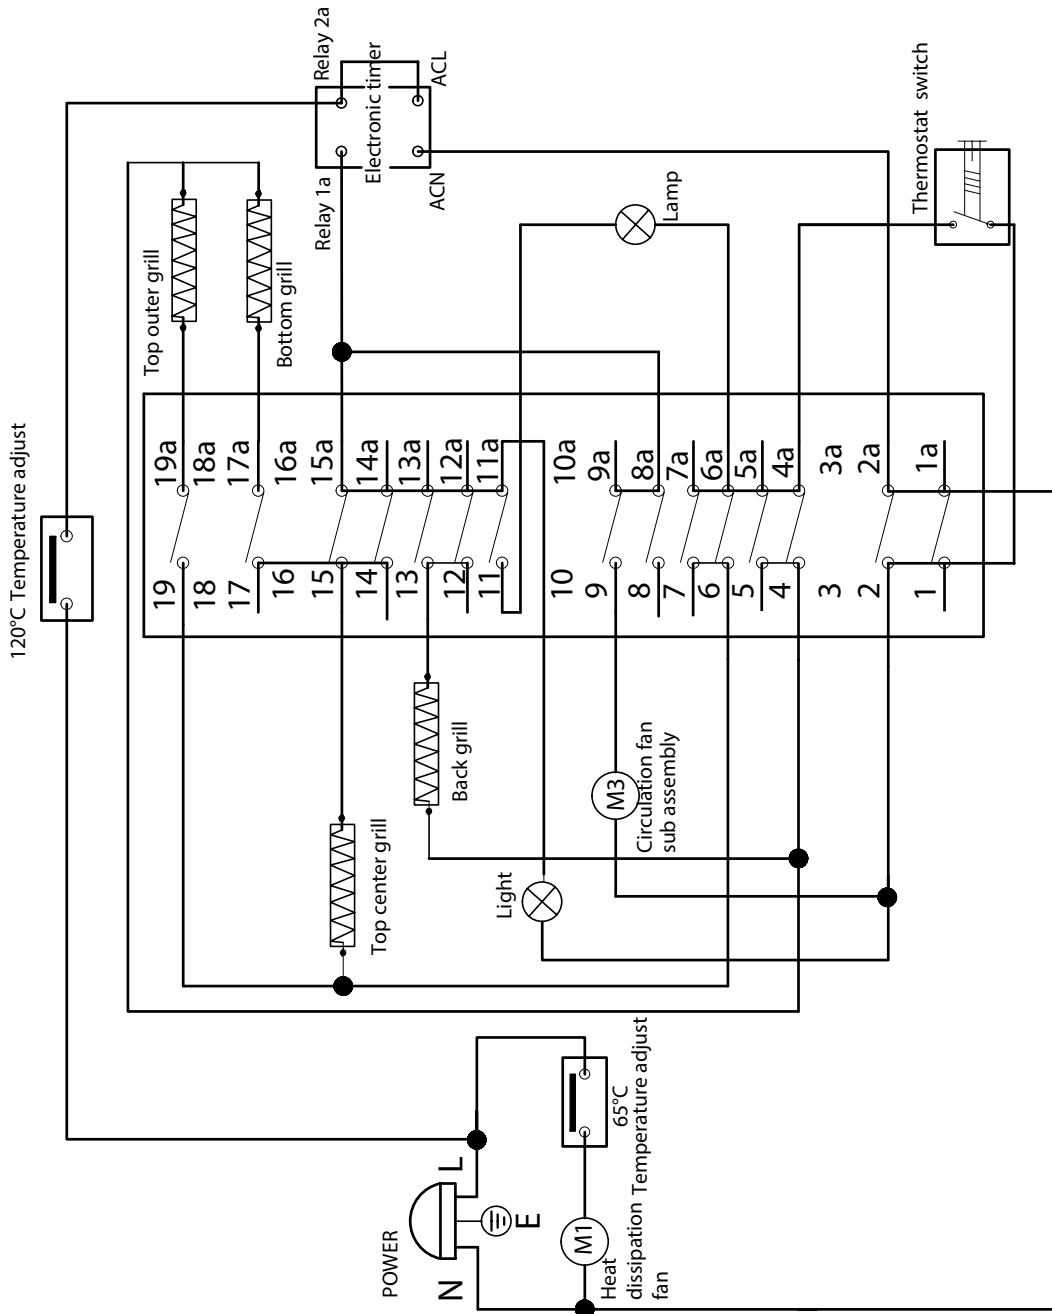 120°C Temperature adjust
Top outer grill
Bottom grill
Relay 2a
Relay 1a
Electronic timer
ACL
ACN
Lamp
Thermostat switch
19a
18a
17a
16a
15a
14a
13a
12a
11a
10a
9a
8a
7a
6a
5a
4a
3a
2a
1a
19
18
17
16
15
14
13
12
11
10
9
8
7
6
5
4
3
2
1
Top center grill
Back grill
Light
M3
Circulation fan
sub assembly
POWER
N
L
E
M1
Heat
dissipation
fan
65°C
Temperature adjust